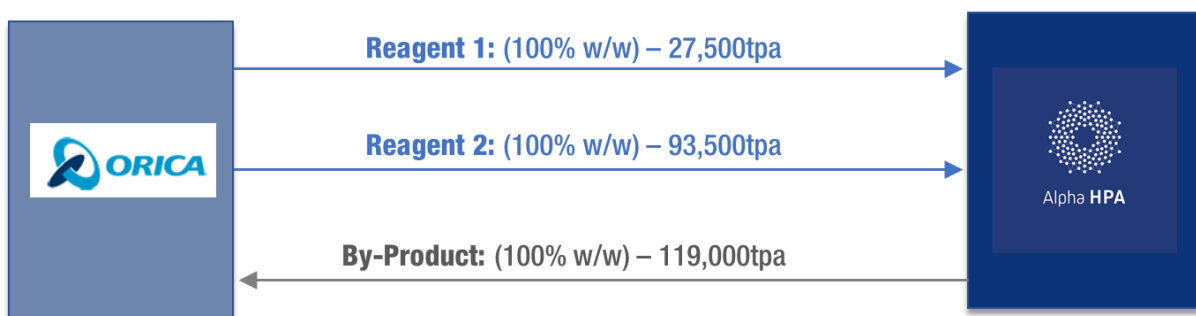 Reagent 1: (100% w/w) – 27,500tpa
ORICA
Reagent 2: (100% w/w) – 93,500tpa
Alpha HPA
By-Product: (100% w/w) – 119,000tpa